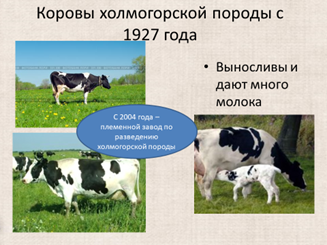 Коровы холмогорской породы с
1927 года
• Выносливы и
дают много
молока
С 2004 года –
племенной завод по
разведению
холмогорской породы